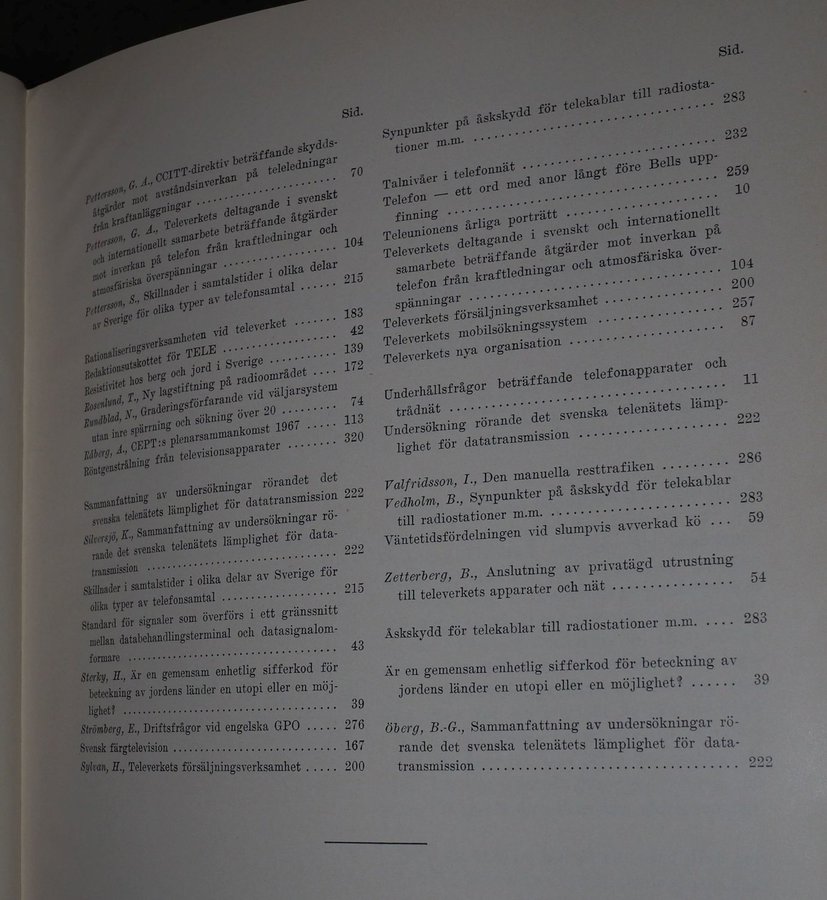 Sid.
Pettersson, G. A., CCITT-direktiv beträffande skydds-
åtgärder mot avståndsinverkan på teleledningar
från kraftanläggningar .................... 70
Pettersson, G. A., Televerkets deltagande i svenskt
och internationellt samarbete beträffande åtgärder
mot inverkan på telefon från kraftledningar och
atmosfäriska överspänningar ................ 104
Pettersson, S., Skillnader i samtalstider i olika delar
av Sverige för olika typer av telefonsamtal ...... 215
Rationaliseringsverksamheten vid televerket ....... 183
Redaktionsutskottet för TELE ................. 42
Resistivitet hos berg och jord i Sverige .......... 139
Rosenlund, T., Ny lagstiftning på radioområdet .... 172
Rundblad, N., Graderingsförfarande vid väljarsystem
utan inre spärrning och sökning över 20 ......... 74
Rådberg, A., CEPT:s plenarsammankomst 1967 ..... 113
Röntgenstrålning från televisionsapparater ........ 320
Sammanfattning av undersökningar rörandet det
svenska telenätets lämplighet för datatransmission 222
Silversjö, K., Sammanfattning av undersökningar rö-
rande det svenska telenätets lämplighet för data-
transmission ............................ 222
Skillnader i samtalstider i olika delar av Sverige för
olika typer av telefonsamtal ................. 215
Standard för signaler som överförs i ett gränssnitt
mellan databehandlingsterminal och datasignalom-
formare ................................ 43
Sterky, H., Är en gemensam enhetlig sifferkod för
beteckning av jordens länder en utopi eller en möj-
lighet? ................................. 39
Strömberg, E., Driftsfrågor vid engelska GPO ..... 276
Svensk färgtelevision .......................... 167
Sylvan, H., Televerkets försäljningsverksamhet ..... 200
Sid.
Synpunkter på åskskydd för telekablar till radiosta-
tioner m.m. ............................. 283
Talnivåer i telefonnät ........................ 232
Telefon — ett ord med anor långt före Bells upp-
finning ................................ 259
Teleunionens årliga porträtt .................... 10
Televerkets deltagande i svenskt och internationellt
samarbete beträffande åtgärder mot inverkan på
telefon från kraftledningar och atmosfäriska över-
spänningar .............................. 104
Televerkets försäljningsverksamhet ............... 200
Televerkets mobilsökningssystem ................ 257
Televerkets nya organisation .................... 87
Underhållsfrågor beträffande telefonapparater och
trådnät ................................. 11
Undersökning rörande det svenska telenätets lämp-
lighet för datatransmission ................... 222
Valfridsson, I., Den manuella resttrafiken ......... 286
Vedholm, B., Synpunkter på åskskydd för telekablar
till radiostationer m.m. ..................... 283
Väntetidsfördelningen vid slumpvis avverkad kö ... 59
Zetterberg, B., Anslutning av privatägd utrustning
till televerkets apparater och nät ............... 54
Åskskydd för telekablar till radiostationer m.m. .... 283
Är en gemensam enhetlig sifferkod för beteckning av
jordens länder en utopi eller en möjlighet? ...... 39
Öberg, B.-G., Sammanfattning av undersökningar rö-
rande det svenska telenätets lämplighet för data-
transmission ................................ 222